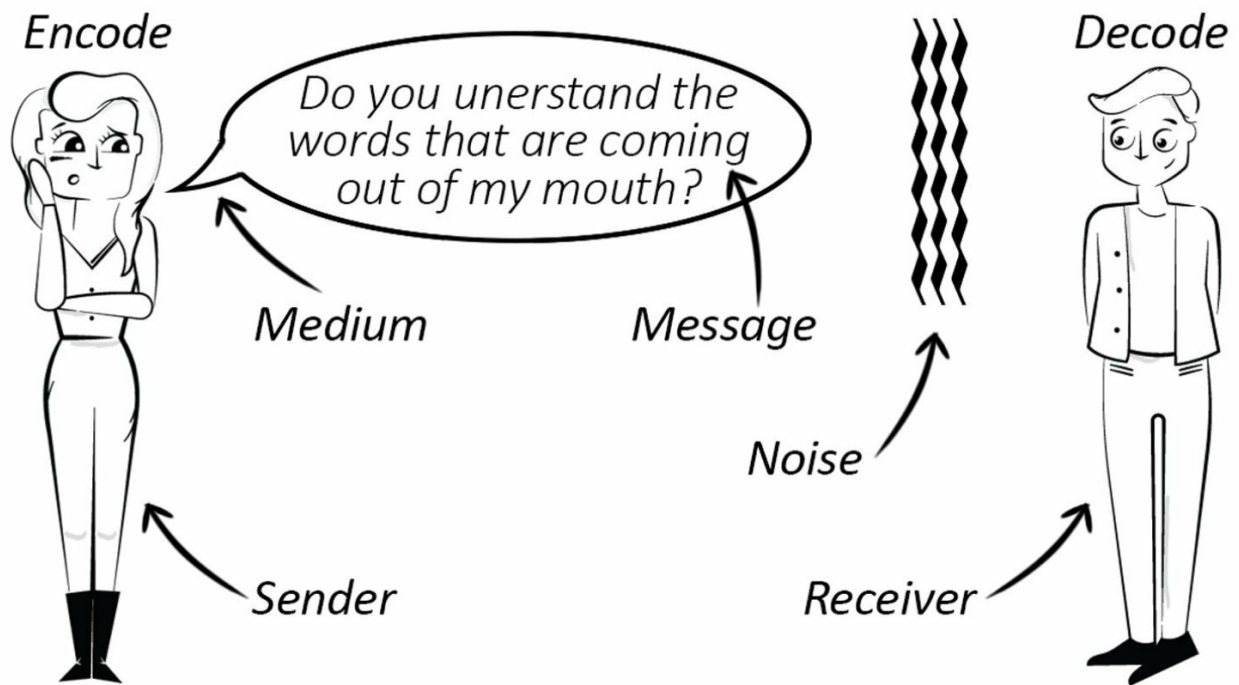 Encode
Decode
Do you unerstand the
words that are coming
out of my mouth?
Medium
Message
Noise
Sender
Receiver